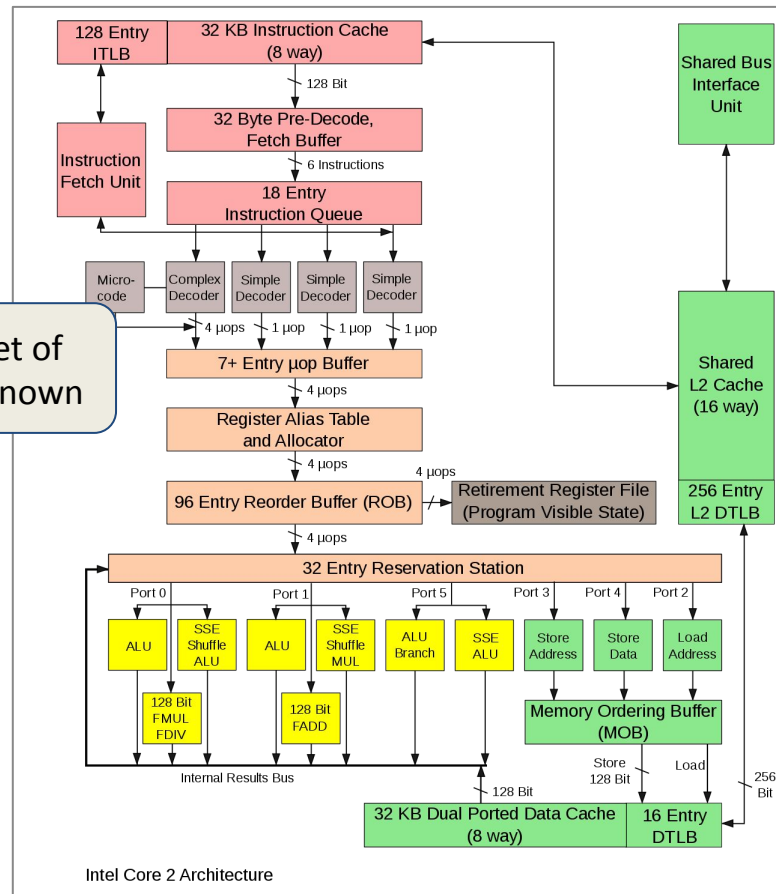 128 Entry
ITLB
32 KB Instruction Cache
(8 way)
Shared Bus
Interface
Unit
128 Bit
32 Byte Pre-Decode,
Fetch Buffer
Instruction
Fetch Unit
6 Instructions
18 Entry
Instruction Queue
Micro-
code
Complex
Decoder
Simple
Decoder
Simple
Decoder
Simple
Decoder
et of
nown
4 µops
1 µop
1 µop
1 µop
7+ Entry µop Buffer
Shared
L2 Cache
(16 way)
4 µops
Register Alias Table
and Allocator
4 µops
4 µops
96 Entry Reorder Buffer (ROB)
Retirement Register File
(Program Visible State)
256 Entry
L2 DTLB
4 µops
32 Entry Reservation Station
Port 0
Port 1
Port 5
Port 3
Port 4
Port 2
ALU
SSE
Shuffle
ALU
ALU
SSE
Shuffle
MUL
ALU
Branch
SSE
ALU
Store
Address
Store
Data
Load
Address
128 Bit
FMUL
FDIV
128 Bit
FADD
Memory Ordering Buffer
(MOB)
Internal Results Bus
Store
128 Bit
Load
128 Bit
256
Bit
32 KB Dual Ported Data Cache
(8 way)
16 Entry
DTLB
Intel Core 2 Architecture